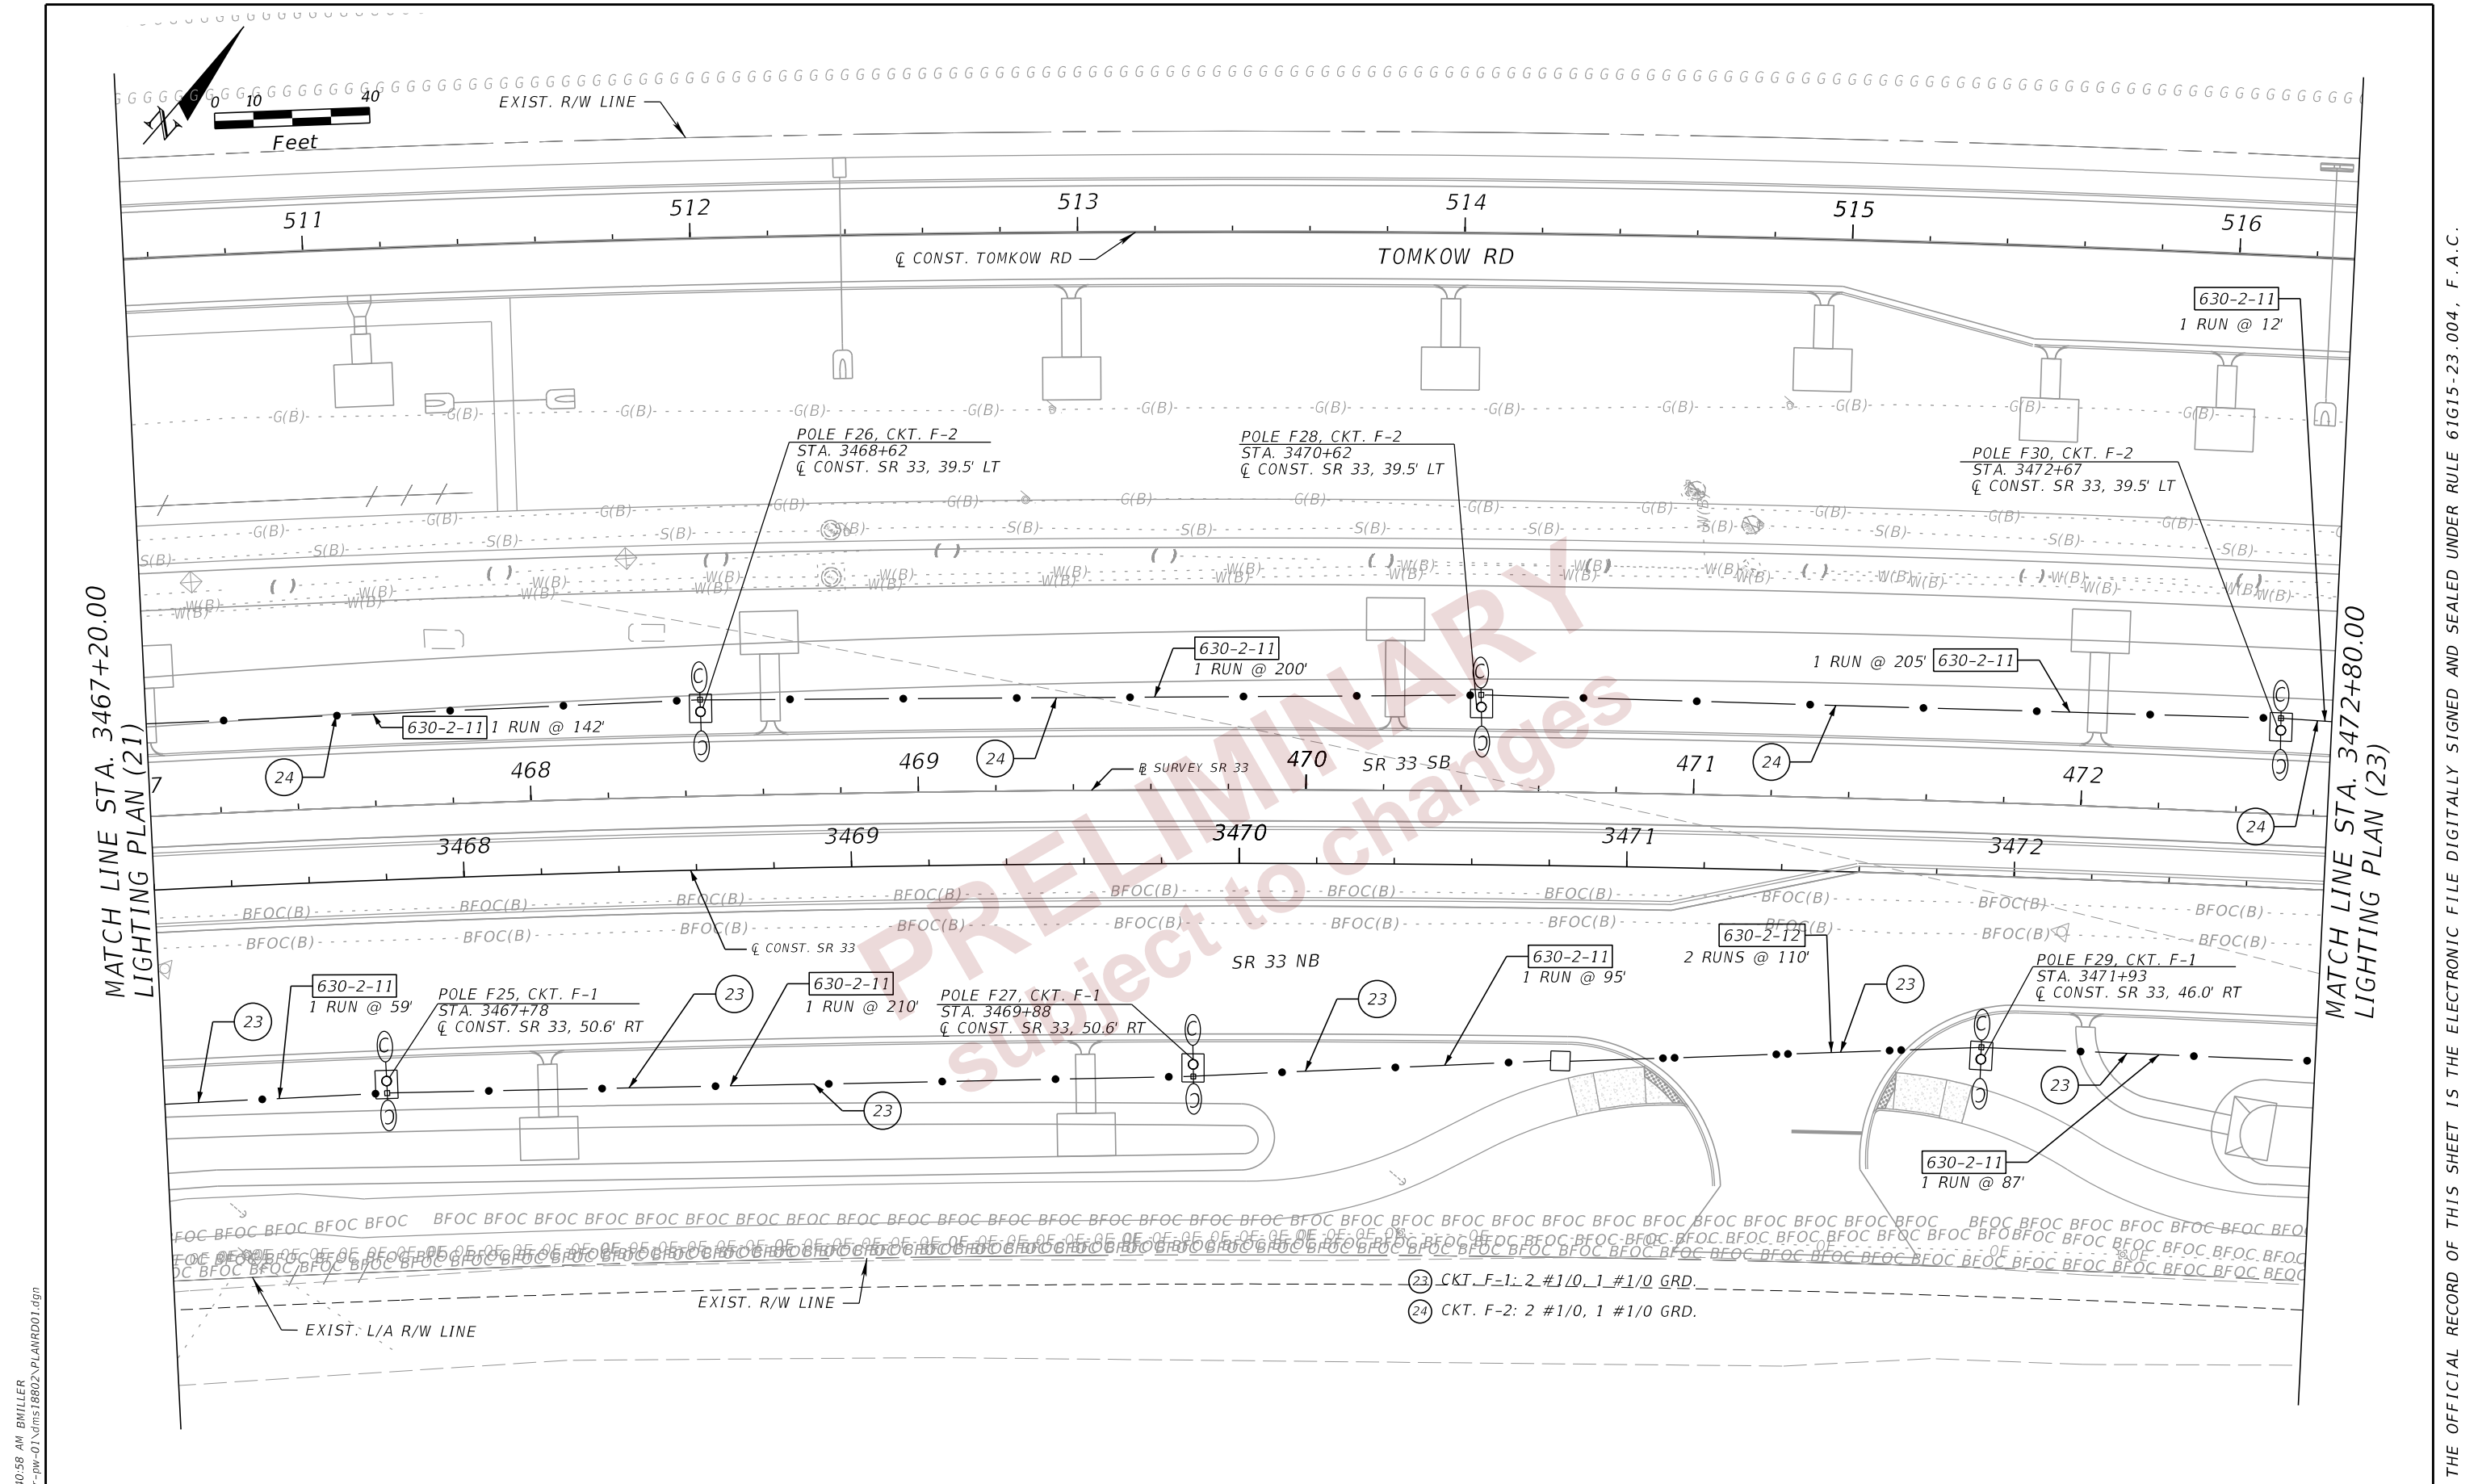 0 10 40
Feet
N
EXIST. R/W LINE
511 512 513 514 515 516
℄ CONST. TOMKOW RD
TOMKOW RD
630-2-11
1 RUN @ 12'
POLE F26, CKT. F-2
STA. 3468+62
℄ CONST. SR 33, 39.5' LT
POLE F28, CKT. F-2
STA. 3470+62
℄ CONST. SR 33, 39.5' LT
POLE F30, CKT. F-2
STA. 3472+67
℄ CONST. SR 33, 39.5' LT
MATCH LINE STA. 3467+20.00
LIGHTING PLAN (21)
630-2-11 1 RUN @ 142'
24
630-2-11
1 RUN @ 200'
24
1 RUN @ 205' 630-2-11
24
24
7 468 469 470 471 472
B SURVEY SR 33
SR 33 SB
3468 3469 3470 3471 3472
℄ CONST. SR 33
SR 33 NB
MATCH LINE STA. 3472+80.00
LIGHTING PLAN (23)
23
630-2-11
1 RUN @ 59'
POLE F25, CKT. F-1
STA. 3467+78
℄ CONST. SR 33, 50.6' RT
23
630-2-11
1 RUN @ 210'
23
POLE F27, CKT. F-1
STA. 3469+88
℄ CONST. SR 33, 50.6' RT
23
630-2-11
1 RUN @ 95'
630-2-12
2 RUNS @ 110'
23
POLE F29, CKT. F-1
STA. 3471+93
℄ CONST. SR 33, 46.0' RT
23
630-2-11
1 RUN @ 87'
PRELIMINARY
subject to changes
EXIST. R/W LINE
EXIST. L/A R/W LINE
23 CKT. F-1: 2 #1/0, 1 #1/0 GRD.
24 CKT. F-2: 2 #1/0, 1 #1/0 GRD.
THE OFFICIAL RECORD OF THIS SHEET IS THE ELECTRONIC FILE DIGITALLY SIGNED AND SEALED UNDER RULE 61G15-23.004, F.A.C.
40:58 AM BMILLER
r-pw-01\dms18802\PLANRD01.dgn